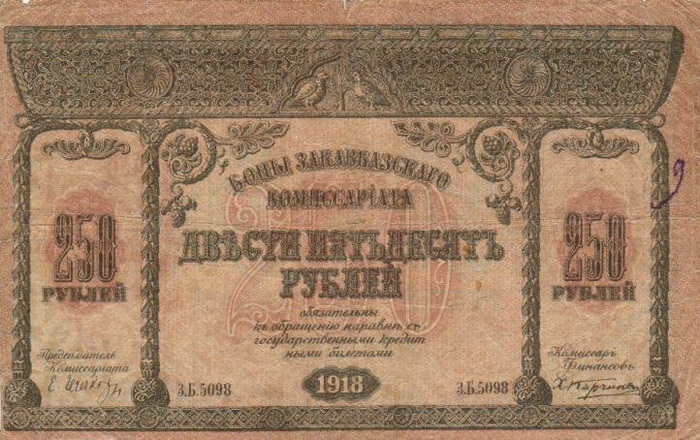 Боны Закавказскаго
Комиссаріата
250
РУБЛЕЙ
ДВѢСТИ ПЯТЬДЕСЯТЪ
РУБЛЕЙ
250
РУБЛЕЙ
обязательны
къ обращенію наравнѣ съ
государственными кредит
ными билетами
Предсѣдатель
Комиссаріата
Комиссаръ
Финансовъ
З.Б.5098
1918
З.Б.5098
250